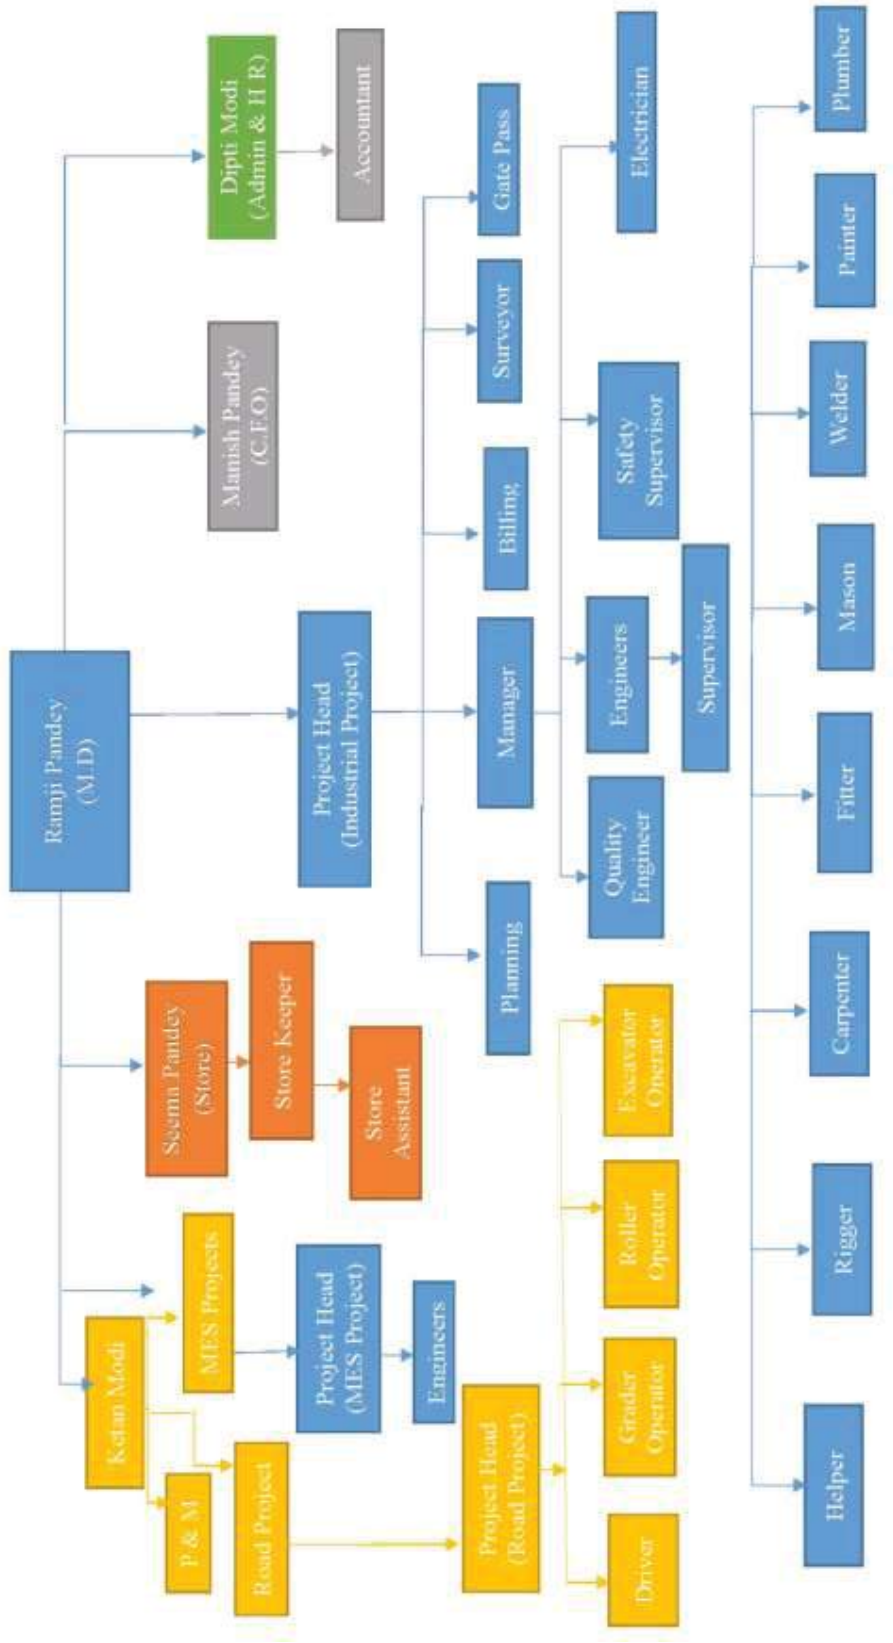 Ramji Pandey
(M.D)
Ketan Modi
Seema Pandey
(Store)
Manish Pandey
(C.F.O)
Dipti Modi
(Admin & H R)
P & M
MES Projects
Road Project
Store Keeper
Store
Assistant
Accountant
Project Head
(MES Project)
Project Head
(Industrial Project)
Engineers
Project Head
(Road Project)
Planning
Manager
Billing
Surveyor
Gate Pass
Driver
Grader
Operator
Roller
Operator
Excavator
Operator
Quality
Engineer
Engineers
Safety
Supervisor
Electrician
Supervisor
Helper
Rigger
Carpenter
Fitter
Mason
Welder
Painter
Plumber